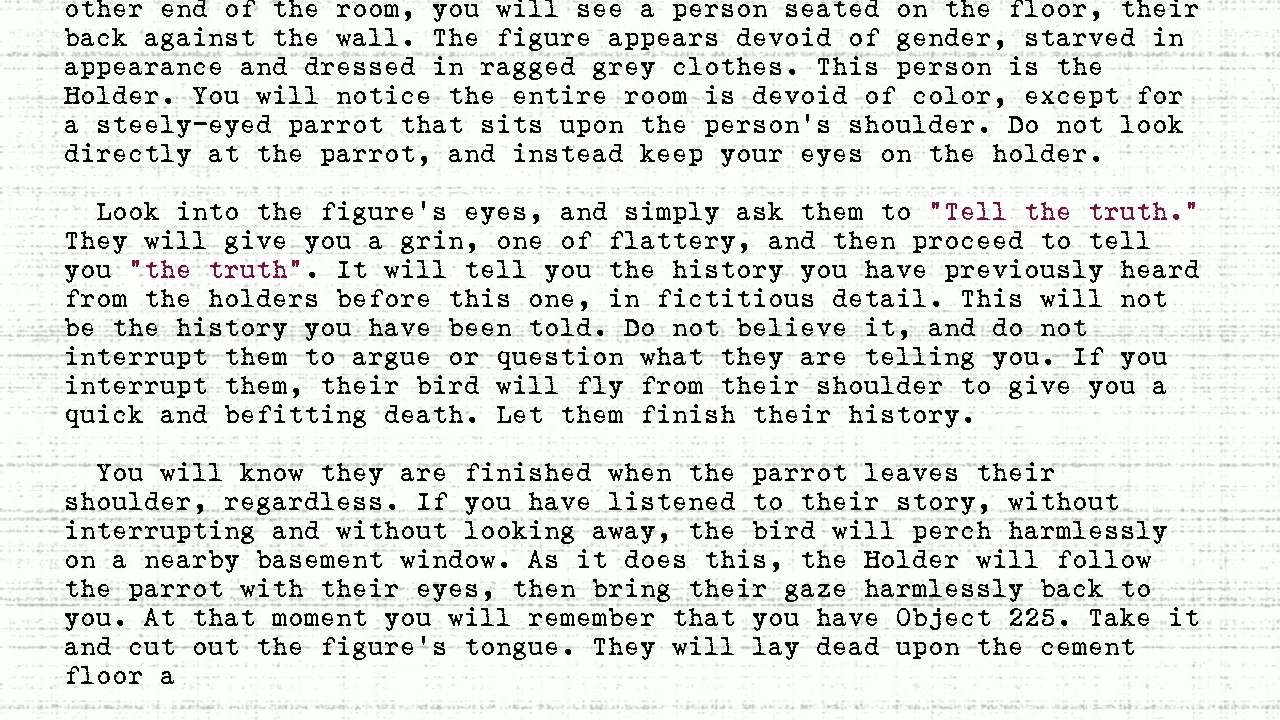 other end of the room, you will see a person seated on the floor, their
back against the wall. The figure appears devoid of gender, starved in
appearance and dressed in ragged grey clothes. This person is the
Holder. You will notice the entire room is devoid of color, except for
a steely-eyed parrot that sits upon the person's shoulder. Do not look
directly at the parrot, and instead keep your eyes on the holder.
Look into the figure's eyes, and simply ask them to "Tell the truth."
They will give you a grin, one of flattery, and then proceed to tell
you "the truth". It will tell you the history you have previously heard
from the holders before this one, in fictitious detail. This will not
be the history you have been told. Do not believe it, and do not
interrupt them to argue or question what they are telling you. If you
interrupt them, their bird will fly from their shoulder to give you a
quick and befitting death. Let them finish their history.
You will know they are finished when the parrot leaves their
shoulder, regardless. If you have listened to their story, without
interrupting and without looking away, the bird will perch harmlessly
on a nearby basement window. As it does this, the Holder will follow
the parrot with their eyes, then bring their gaze harmlessly back to
you. At that moment you will remember that you have Object 225. Take it
and cut out the figure's tongue. They will lay dead upon the cement
floor a